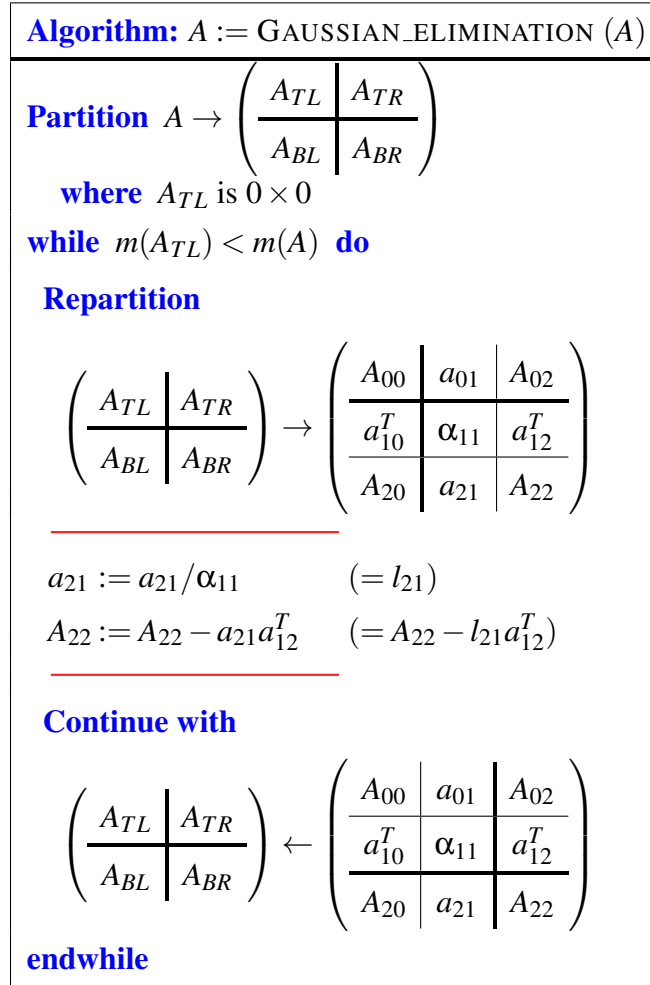 Algorithm: A := GAUSSIAN_ELIMINATION (A)
Partition A → ( A_TL | A_TR
A_BL | A_BR )
where A_TL is 0 × 0
while m(A_TL) < m(A) do
Repartition
( A_TL | A_TR
A_BL | A_BR ) → ( A_00 | a_01 | A_02
a_10^T | α_11 | a_12^T
A_20 | a_21 | A_22 )
a_21 := a_21/α_11 (= l_21)
A_22 := A_22 − a_21 a_12^T (= A_22 − l_21 a_12^T)
Continue with
( A_TL | A_TR
A_BL | A_BR ) ← ( A_00 | a_01 | A_02
a_10^T | α_11 | a_12^T
A_20 | a_21 | A_22 )
endwhile